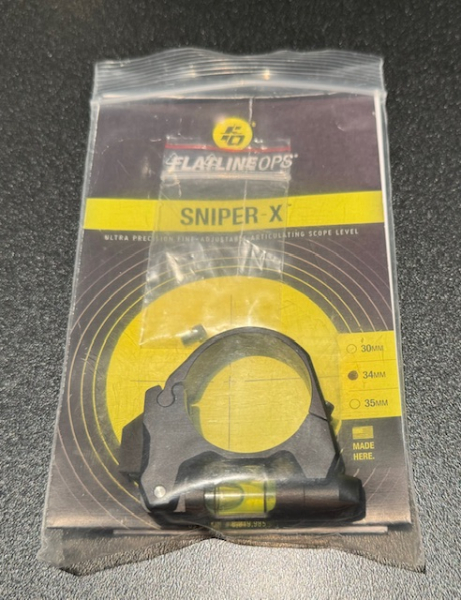 FLATLINEOPS®
SNIPER-X
ULTRA PRECISION FINE-ADJUSTABLE ARTICULATING SCOPE LEVEL
30MM
34MM
35MM
MADE
HERE.